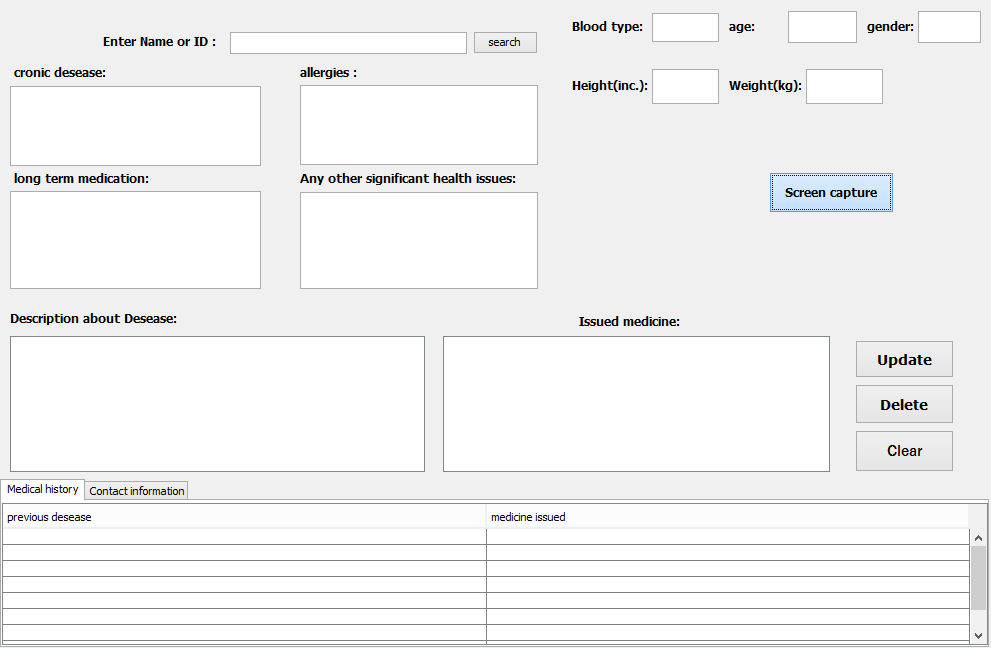 Blood type: age: gender:
Enter Name or ID : search
cronic desease: allergies :
Height(inc.): Weight(kg):
long term medication: Any other significant health issues:
Screen capture
Description about Desease: Issued medicine:
Update
Delete
Clear
Medical history Contact information
previous desease medicine issued